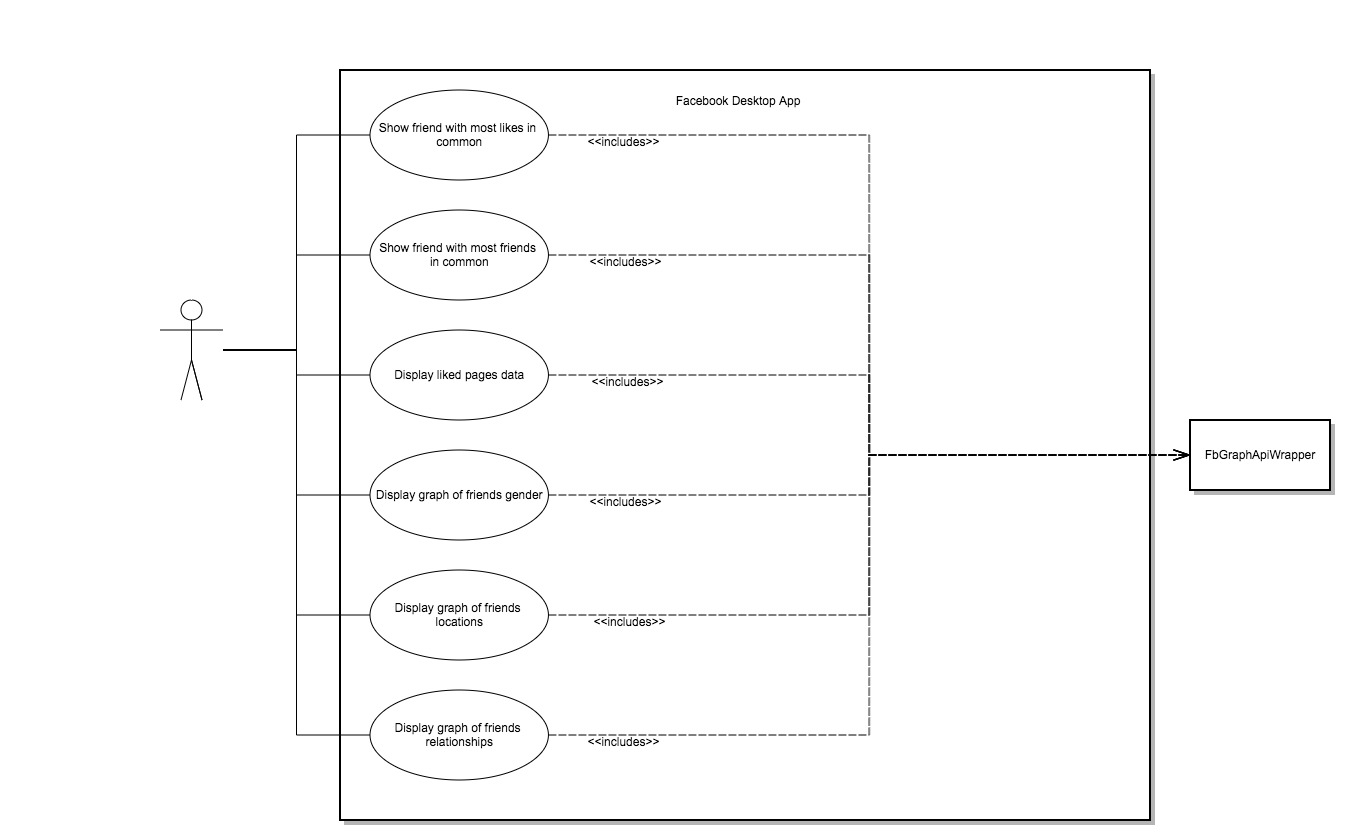 Facebook Desktop App
Show friend with most likes in
common
<<includes>>
Show friend with most friends
in common
<<includes>>
Display liked pages data
<<includes>>
Display graph of friends gender
<<includes>>
Display graph of friends
locations
<<includes>>
Display graph of friends
relationships
<<includes>>
FbGraphApiWrapper